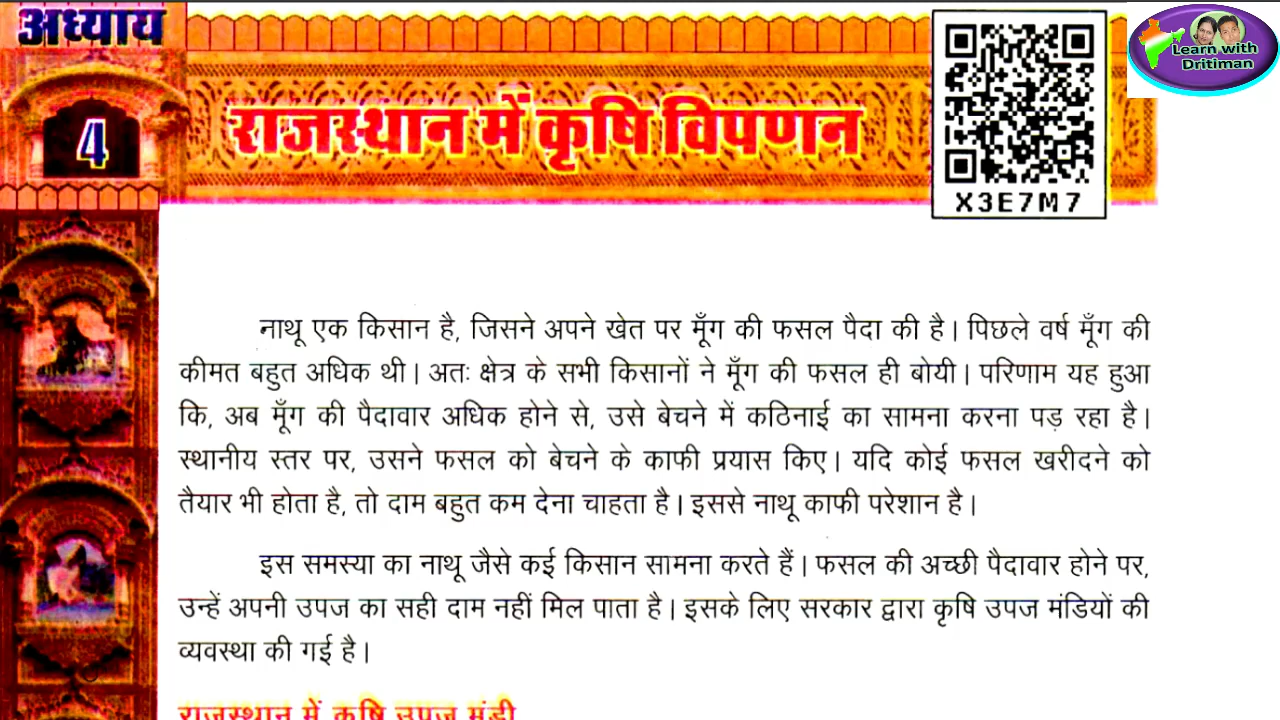 अध्याय
4
राजस्थान में कृषि विपणन
X3E7M7
Learn with
Dritiman
नाथू एक किसान है, जिसने अपने खेत पर मूँग की फसल पैदा की है। पिछले वर्ष मूँग की
कीमत बहुत अधिक थी। अतः क्षेत्र के सभी किसानों ने मूँग की फसल ही बोयी। परिणाम यह हुआ
कि, अब मूँग की पैदावार अधिक होने से, उसे बेचने में कठिनाई का सामना करना पड़ रहा है।
स्थानीय स्तर पर, उसने फसल को बेचने के काफी प्रयास किए। यदि कोई फसल खरीदने को
तैयार भी होता है, तो दाम बहुत कम देना चाहता है। इससे नाथू काफी परेशान है।
इस समस्या का नाथू जैसे कई किसान सामना करते हैं। फसल की अच्छी पैदावार होने पर,
उन्हें अपनी उपज का सही दाम नहीं मिल पाता है। इसके लिए सरकार द्वारा कृषि उपज मंडियों की
व्यवस्था की गई है।
राजस्थान में कृषि उपज मंडी